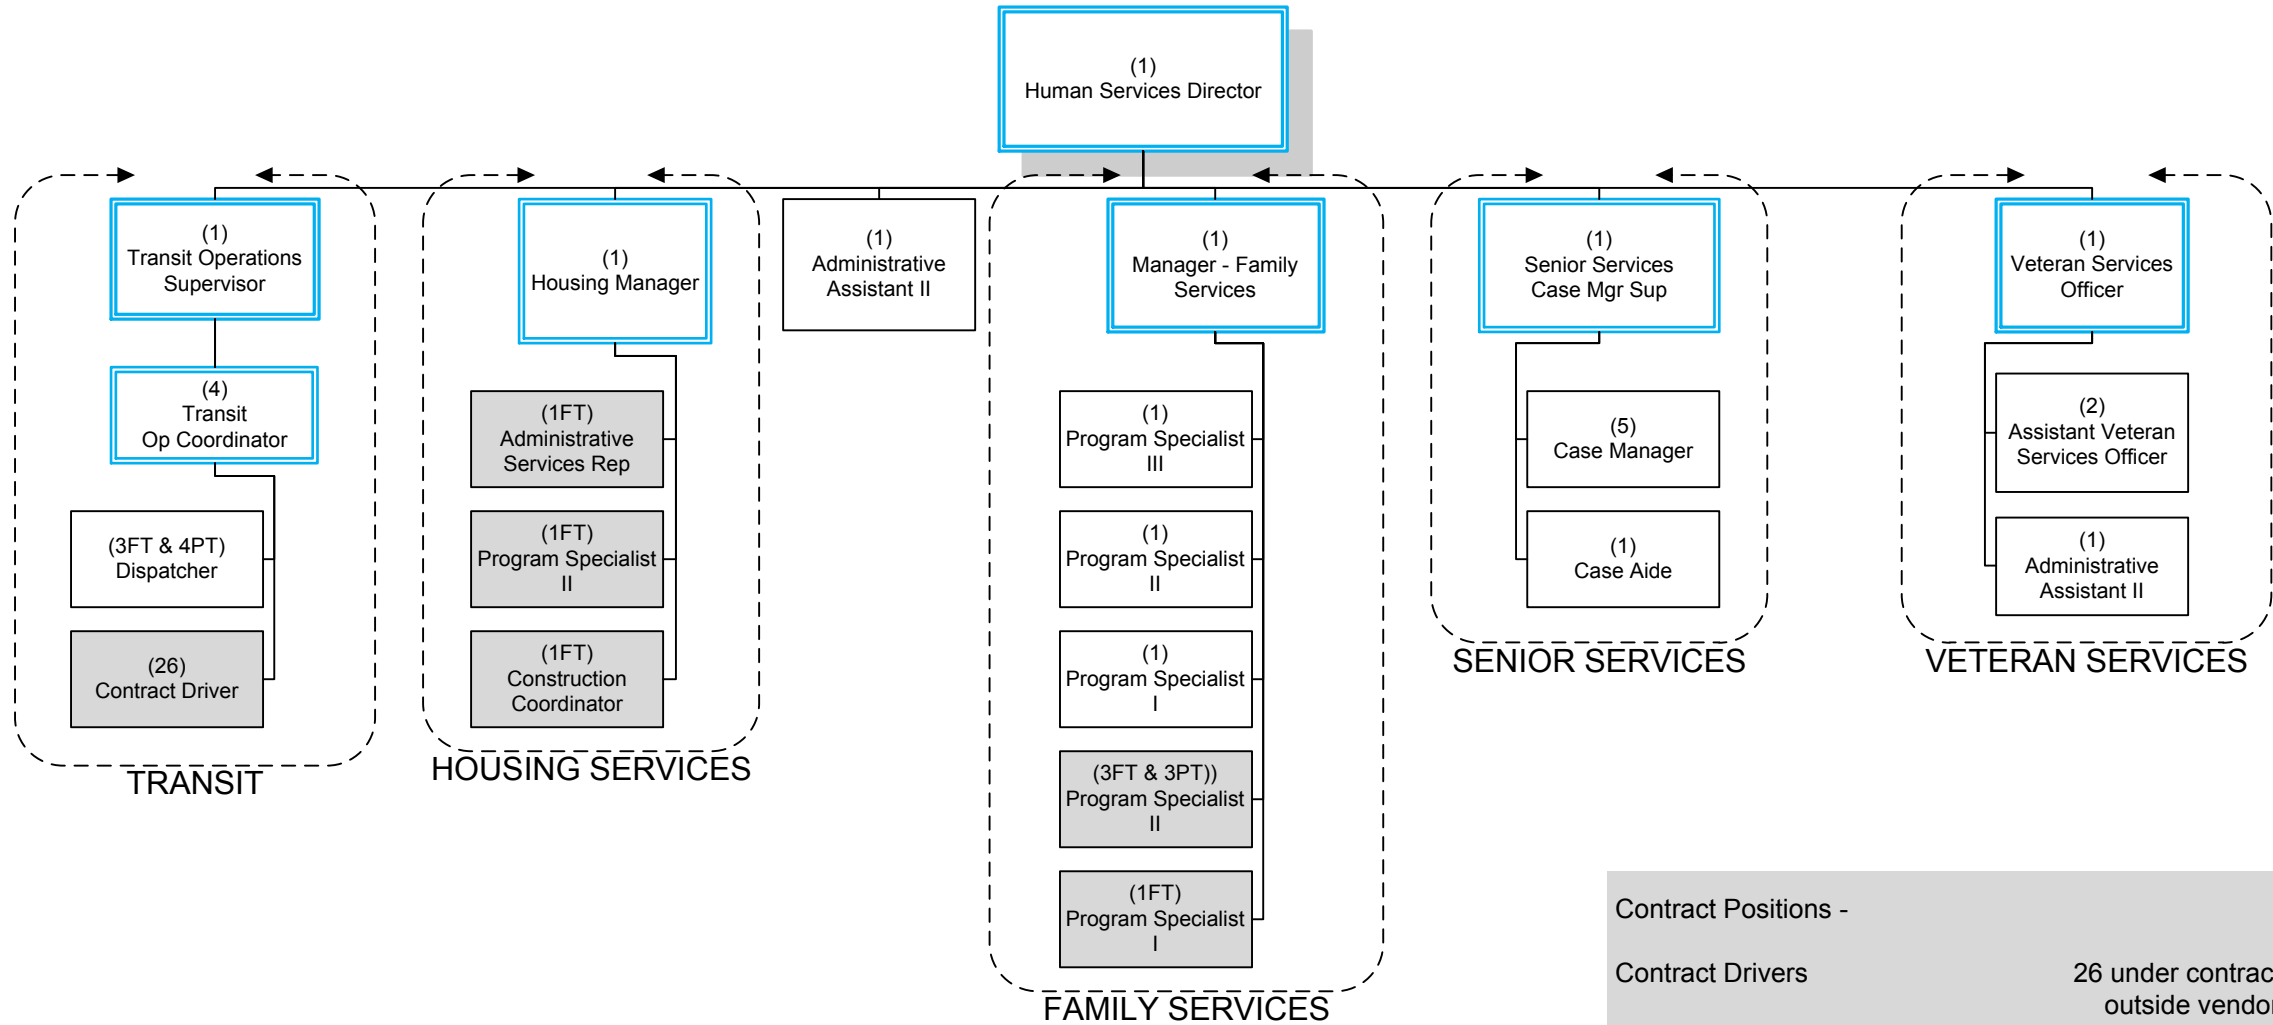 (1)
Human Services Director
(1)
Transit Operations
Supervisor
(4)
Transit
Op Coordinator
(3FT & 4PT)
Dispatcher
(26)
Contract Driver
TRANSIT
(1)
Housing Manager
(1FT)
Administrative
Services Rep
(1FT)
Program Specialist
II
(1FT)
Construction
Coordinator
HOUSING SERVICES
(1)
Administrative
Assistant II
(1)
Manager - Family
Services
(1)
Program Specialist
III
(1)
Program Specialist
II
(1)
Program Specialist
I
(3FT & 3PT))
Program Specialist
II
(1FT)
Program Specialist
I
FAMILY SERVICES
(1)
Senior Services
Case Mgr Sup
(5)
Case Manager
(1)
Case Aide
SENIOR SERVICES
(1)
Veteran Services
Officer
(2)
Assistant Veteran
Services Officer
(1)
Administrative
Assistant II
VETERAN SERVICES
Contract Positions -
Contract Drivers 26 under contrac
outside vendor